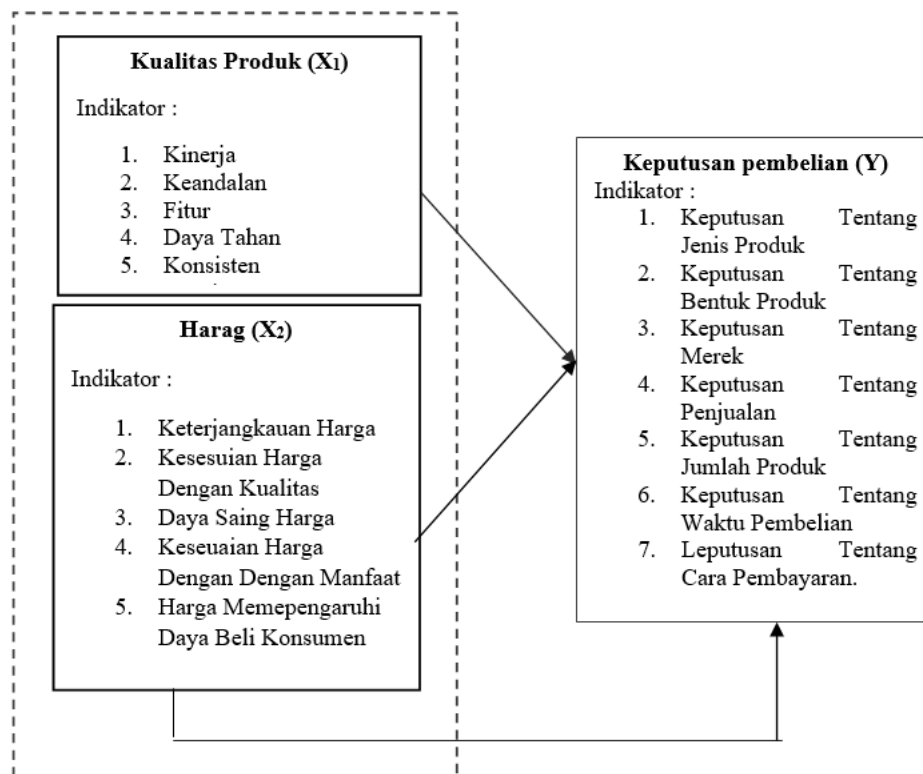 Kualitas Produk (X₁)
Indikator :
1. Kinerja
2. Keandalan
3. Fitur
4. Daya Tahan
5. Konsisten
Harag (X₂)
Indikator :
1. Keterjangkauan Harga
2. Kesesuian Harga
Dengan Kualitas
3. Daya Saing Harga
4. Keseuaian Harga
Dengan Dengan Manfaat
5. Harga Memepengaruhi
Daya Beli Konsumen
Keputusan pembelian (Y)
Indikator :
1. Keputusan Tentang
Jenis Produk
2. Keputusan Tentang
Bentuk Produk
3. Keputusan Tentang
Merek
4. Keputusan Tentang
Penjualan
5. Keputusan Tentang
Jumlah Produk
6. Keputusan Tentang
Waktu Pembelian
7. Leputusan Tentang
Cara Pembayaran.